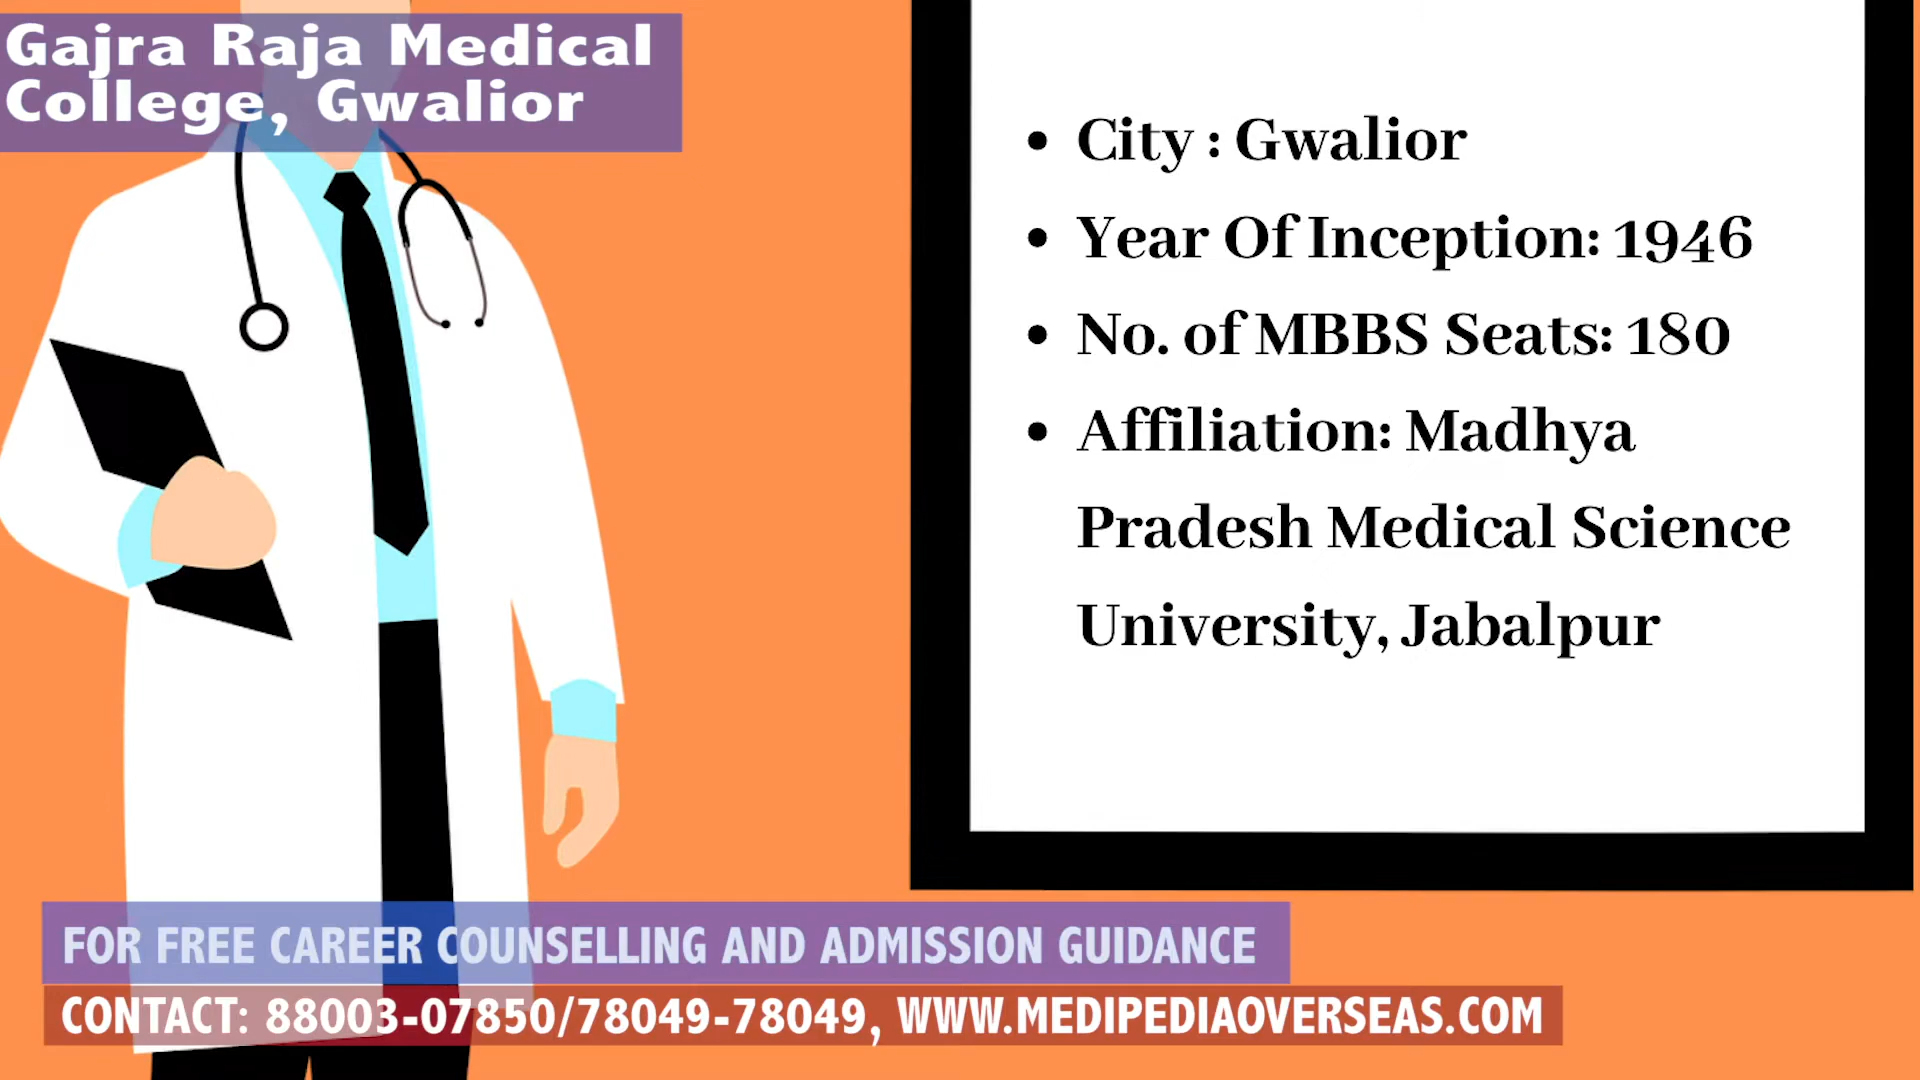 Gajra Raja Medical
College, Gwalior
• City : Gwalior
• Year Of Inception: 1946
• No. of MBBS Seats: 180
• Affiliation: Madhya
Pradesh Medical Science
University, Jabalpur
FOR FREE CAREER COUNSELLING AND ADMISSION GUIDANCE
CONTACT: 88003-07850/78049-78049, WWW.MEDIPEDIAOVERSEAS.COM